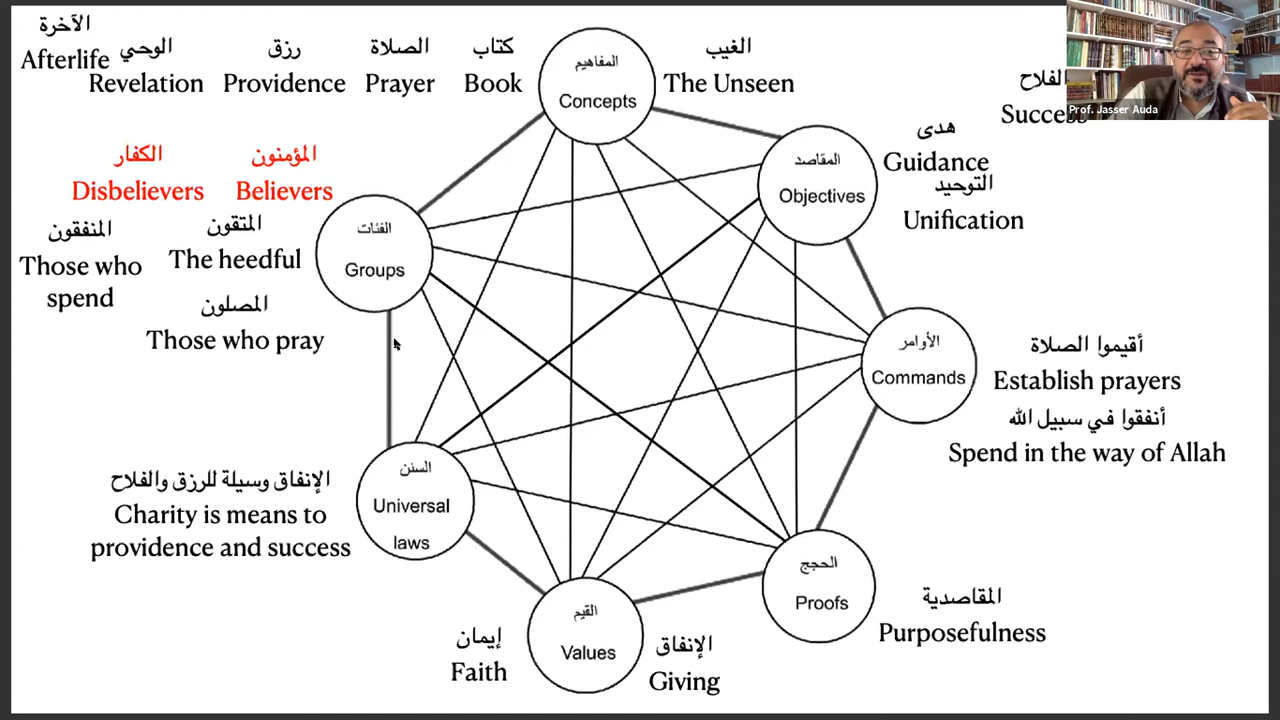 الآخرة
Afterlife
الوحي
Revelation
رزق
Providence
الصلاة
Prayer
كتاب
Book
المفاهيم
Concepts
الغيب
The Unseen
Prof. Jasser Auda
الفلاح
Success
هدى
Guidance
التوحيد
Unification
المقاصد
Objectives
الكفار
Disbelievers
المؤمنون
Believers
المنفقون
Those who
spend
المتقون
The heedful
المصلون
Those who pray
الفئات
Groups
الأوامر
Commands
أقيموا الصلاة
Establish prayers
أنفقوا في سبيل الله
Spend in the way of Allah
السنن
Universal
laws
الإنفاق وسيلة للرزق والفلاح
Charity is means to
providence and success
الحجج
Proofs
المقاصدية
Purposefulness
القيم
Values
إيمان
Faith
الإنفاق
Giving